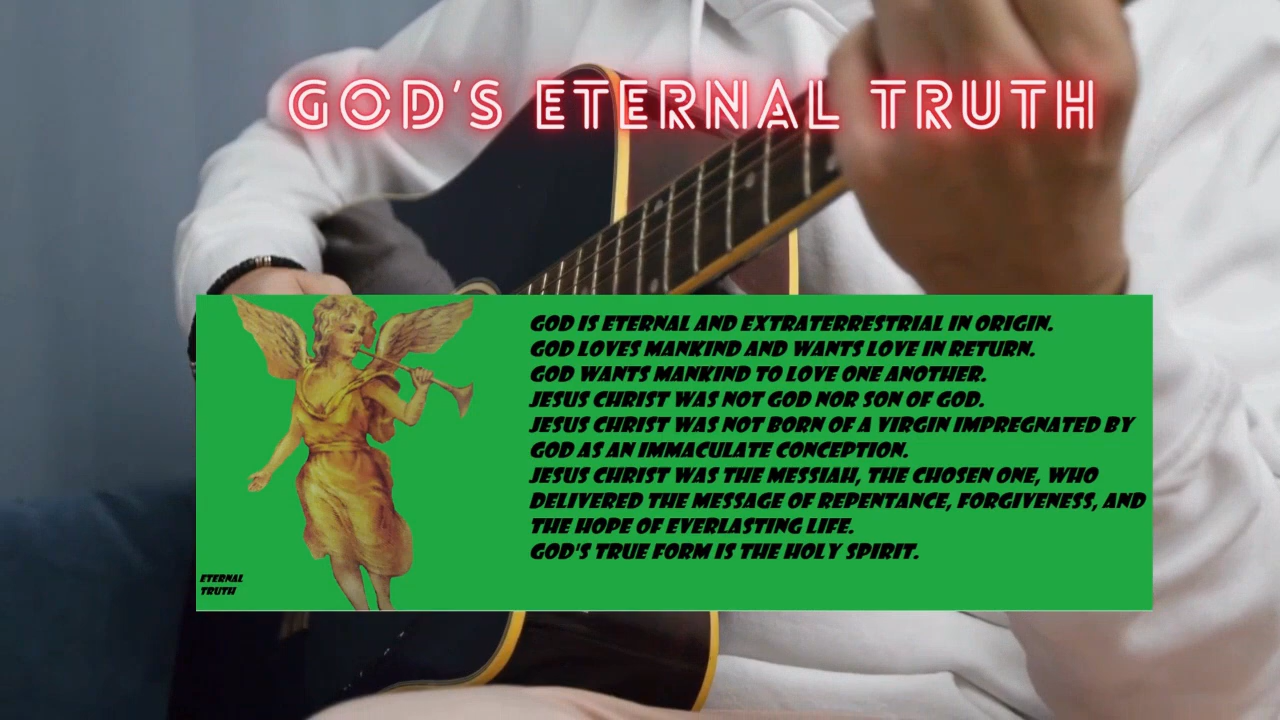 GOD'S ETERNAL TRUTH
GOD IS ETERNAL AND EXTRATERRESTRIAL IN ORIGIN.
GOD LOVES MANKIND AND WANTS LOVE IN RETURN.
GOD WANTS MANKIND TO LOVE ONE ANOTHER.
JESUS CHRIST WAS NOT GOD NOR SON OF GOD.
JESUS CHRIST WAS NOT BORN OF A VIRGIN IMPREGNATED BY
GOD AS AN IMMACULATE CONCEPTION.
JESUS CHRIST WAS THE MESSIAH, THE CHOSEN ONE, WHO
DELIVERED THE MESSAGE OF REPENTANCE, FORGIVENESS, AND
THE HOPE OF EVERLASTING LIFE.
GOD'S TRUE FORM IS THE HOLY SPIRIT.
ETERNAL
TRUTH